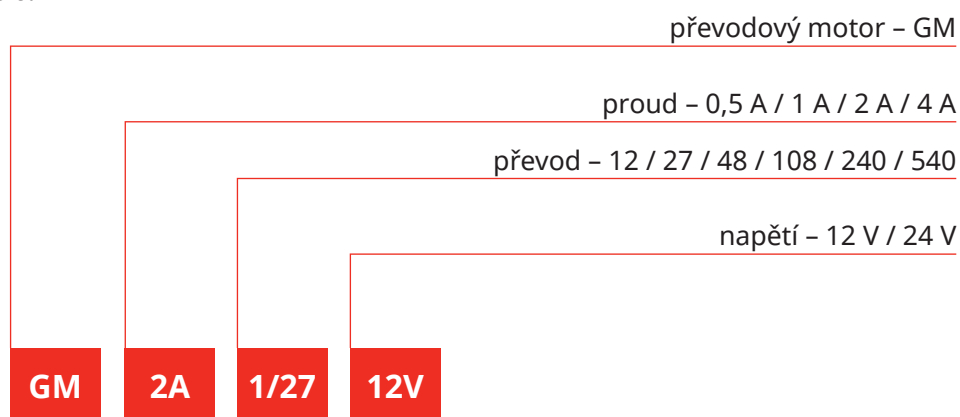 převodový motor – GM
proud – 0,5 A / 1 A / 2 A / 4 A
převod – 12 / 27 / 48 / 108 / 240 / 540
napětí – 12 V / 24 V
GM 2A 1/27 12V